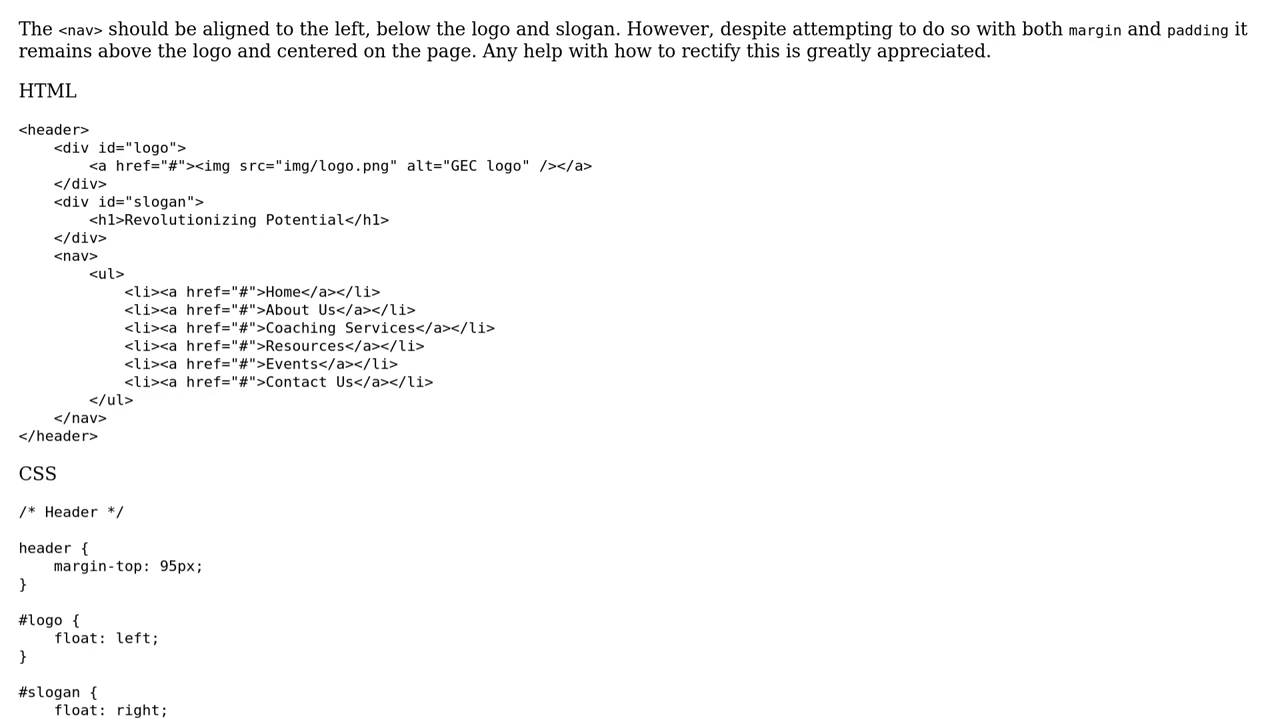 The <nav> should be aligned to the left, below the logo and slogan. However, despite attempting to do so with both margin and padding it
remains above the logo and centered on the page. Any help with how to rectify this is greatly appreciated.
HTML
<header>
    <div id="logo">
        <a href="#"><img src="img/logo.png" alt="GEC logo" /></a>
    </div>
    <div id="slogan">
        <h1>Revolutionizing Potential</h1>
    </div>
    <nav>
        <ul>
            <li><a href="#">Home</a></li>
            <li><a href="#">About Us</a></li>
            <li><a href="#">Coaching Services</a></li>
            <li><a href="#">Resources</a></li>
            <li><a href="#">Events</a></li>
            <li><a href="#">Contact Us</a></li>
        </ul>
    </nav>
</header>
CSS
/* Header */
header {
    margin-top: 95px;
}
#logo {
    float: left;
}
#slogan {
    float: right;